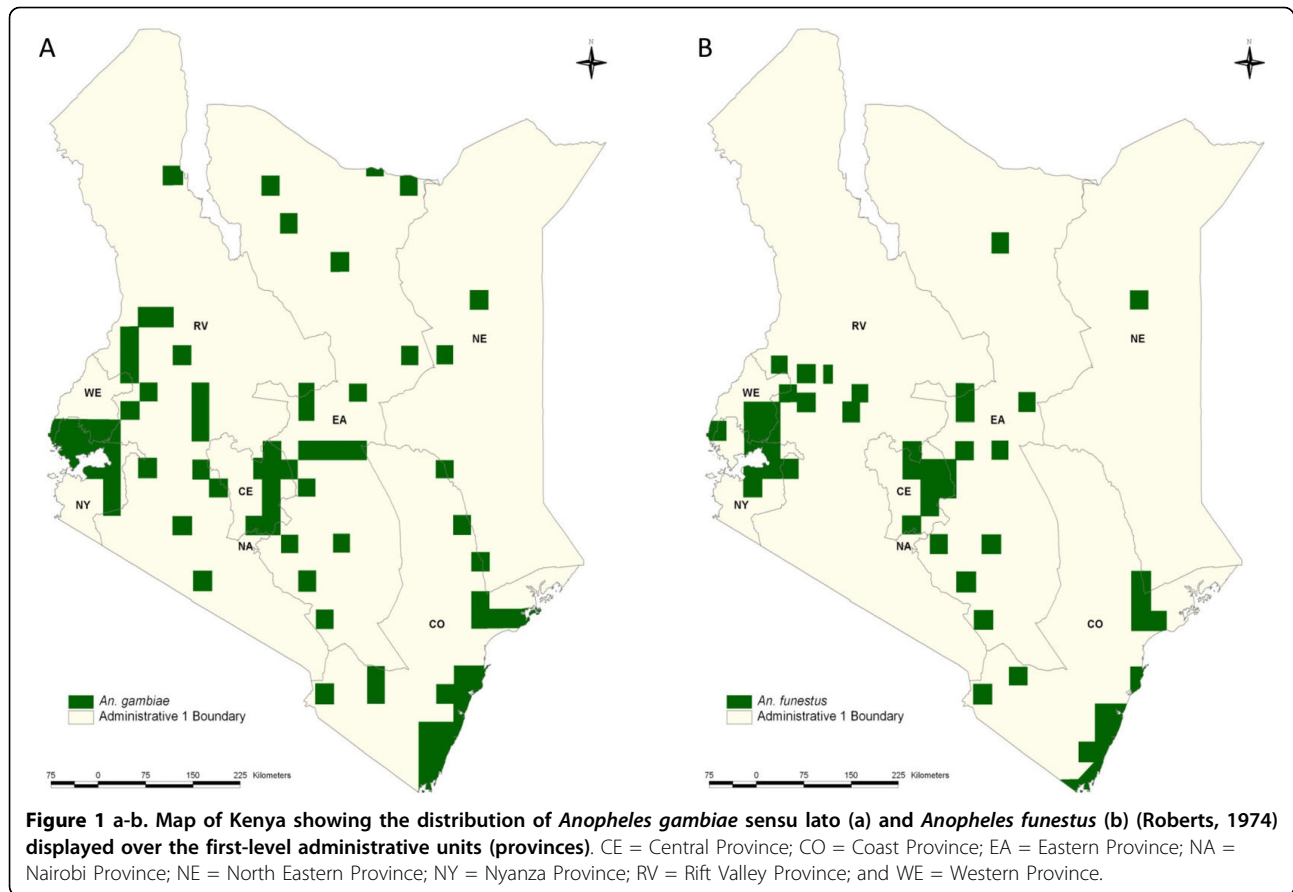 A
N
B
N
RV
NE
WE
EA
NY
CE
NA
CO
An. gambiae
Administrative 1 Boundary
75 0 75 150 225 Kilometers
RV
NE
WE
EA
NY
CE
NA
CO
An. funestus
Administrative 1 Boundary
75 0 75 150 225 Kilometers
Figure 1 a-b. Map of Kenya showing the distribution of Anopheles gambiae sensu lato (a) and Anopheles funestus (b) (Roberts, 1974)
displayed over the first-level administrative units (provinces). CE = Central Province; CO = Coast Province; EA = Eastern Province; NA =
Nairobi Province; NE = North Eastern Province; NY = Nyanza Province; RV = Rift Valley Province; and WE = Western Province.